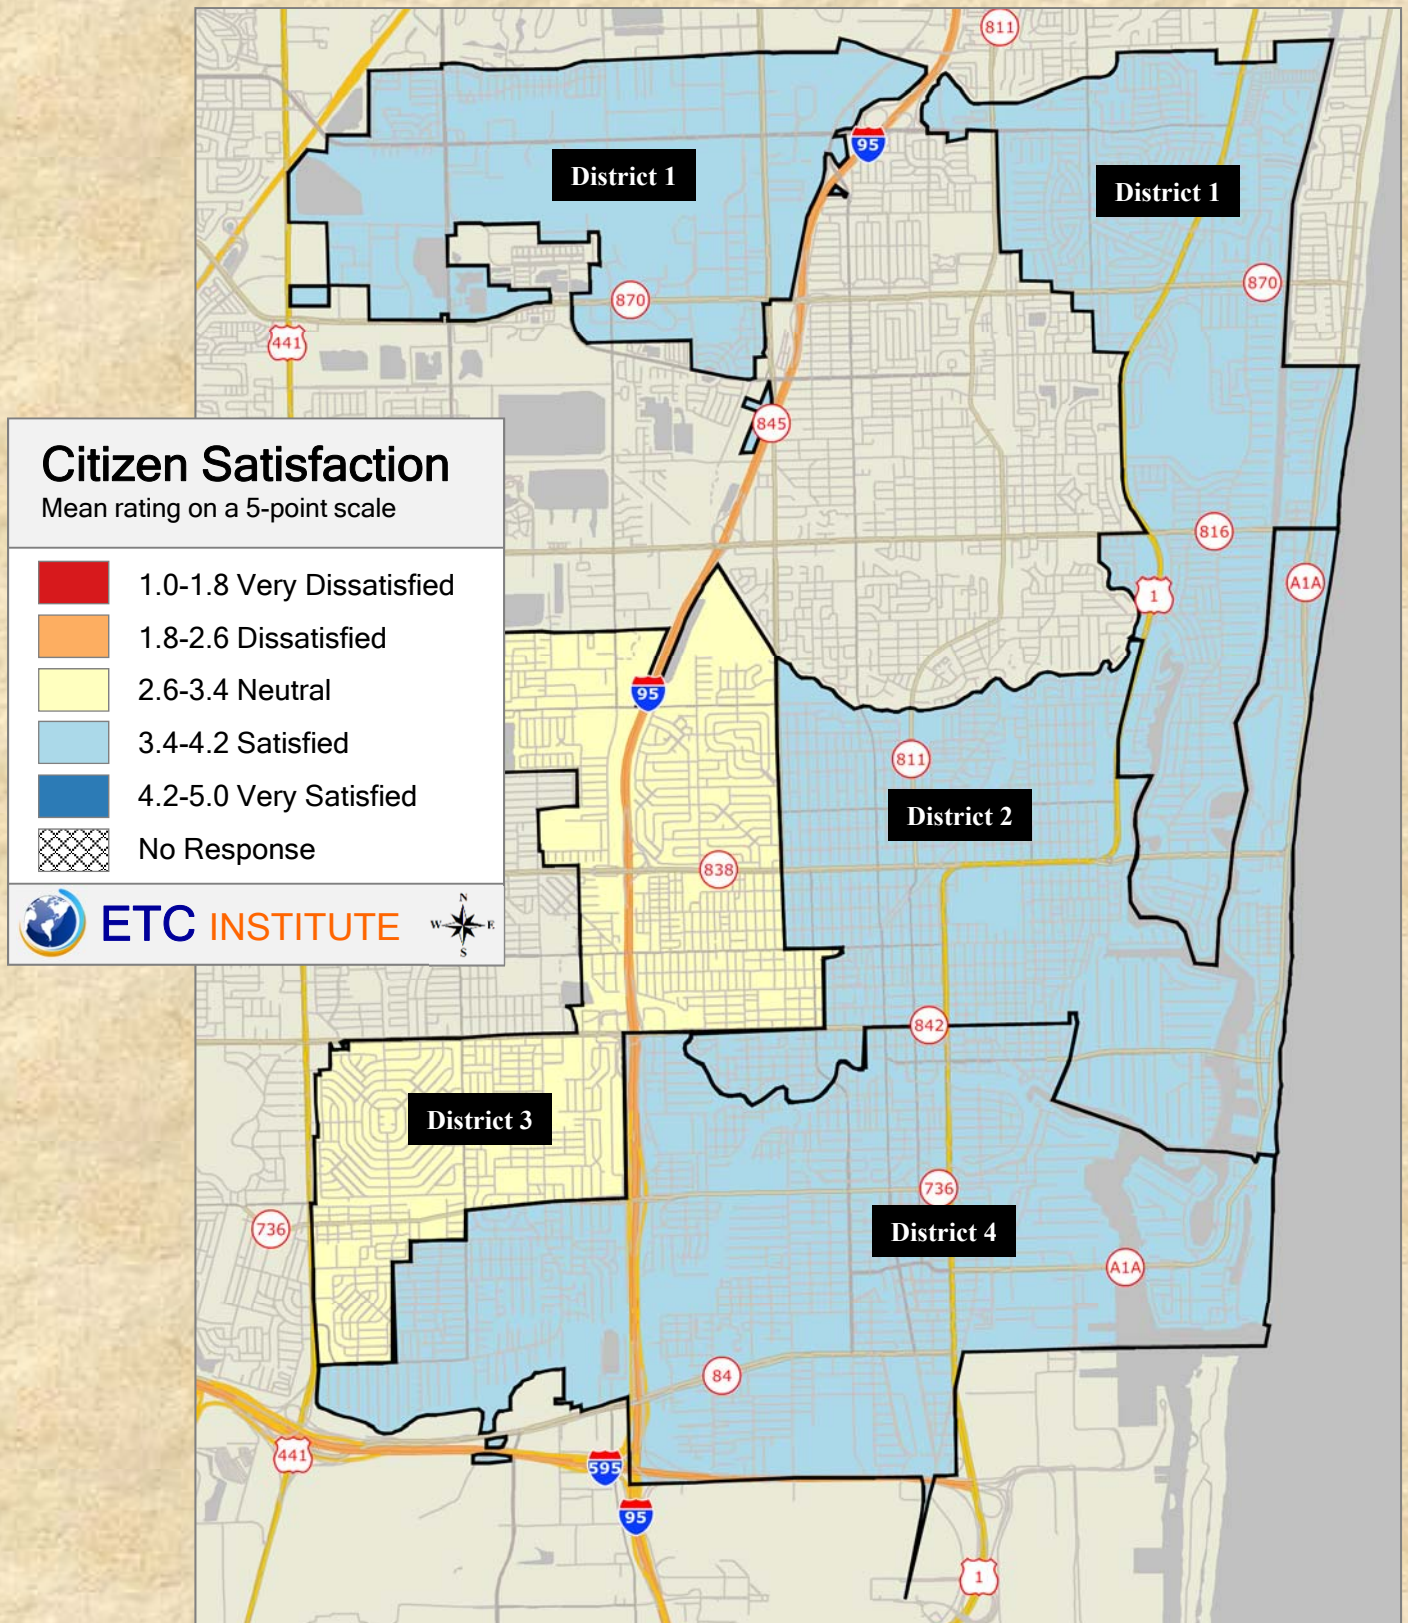 811
95
District 1
District 1
870
870
441
845
Citizen Satisfaction
Mean rating on a 5-point scale
816
1.0-1.8 Very Dissatisfied
A1A
1
1.8-2.6 Dissatisfied
2.6-3.4 Neutral
95
3.4-4.2 Satisfied
811
4.2-5.0 Very Satisfied
District 2
No Response
838
ETC INSTITUTE
N
W E
S
842
District 3
736
736
District 4
A1A
84
441
595
95
1